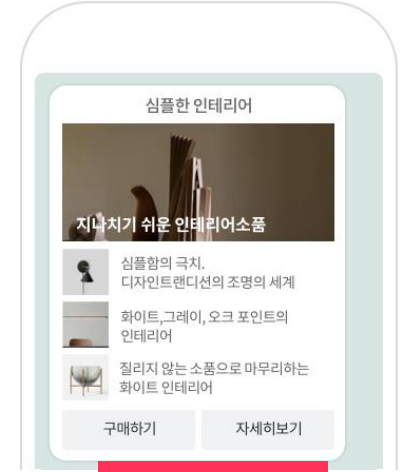 심플한 인테리어
지나치기 쉬운 인테리어소품
심플함의 극치.
디자인트랜디션의 조명의 세계
화이트,그레이, 오크 포인트의
인테리어
질리지 않는 소품으로 마무리하는
화이트 인테리어
구매하기
자세히보기